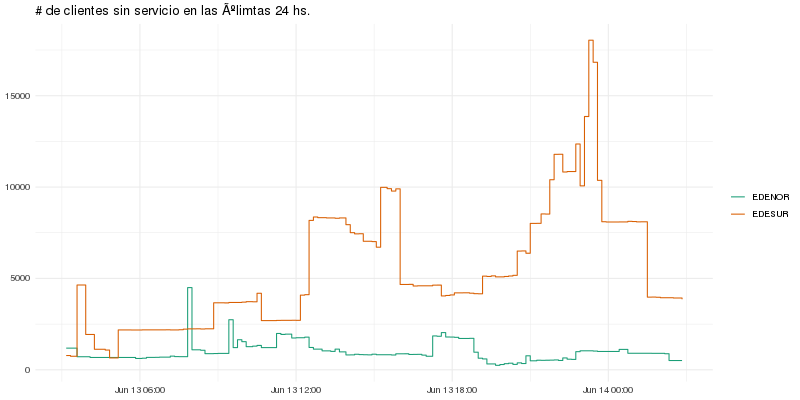 # de clientes sin servicio en las Ãºlimtas 24 hs.
15000
10000
5000
0
Jun 13 06:00
Jun 13 12:00
Jun 13 18:00
Jun 14 00:00
EDENOR
EDESUR